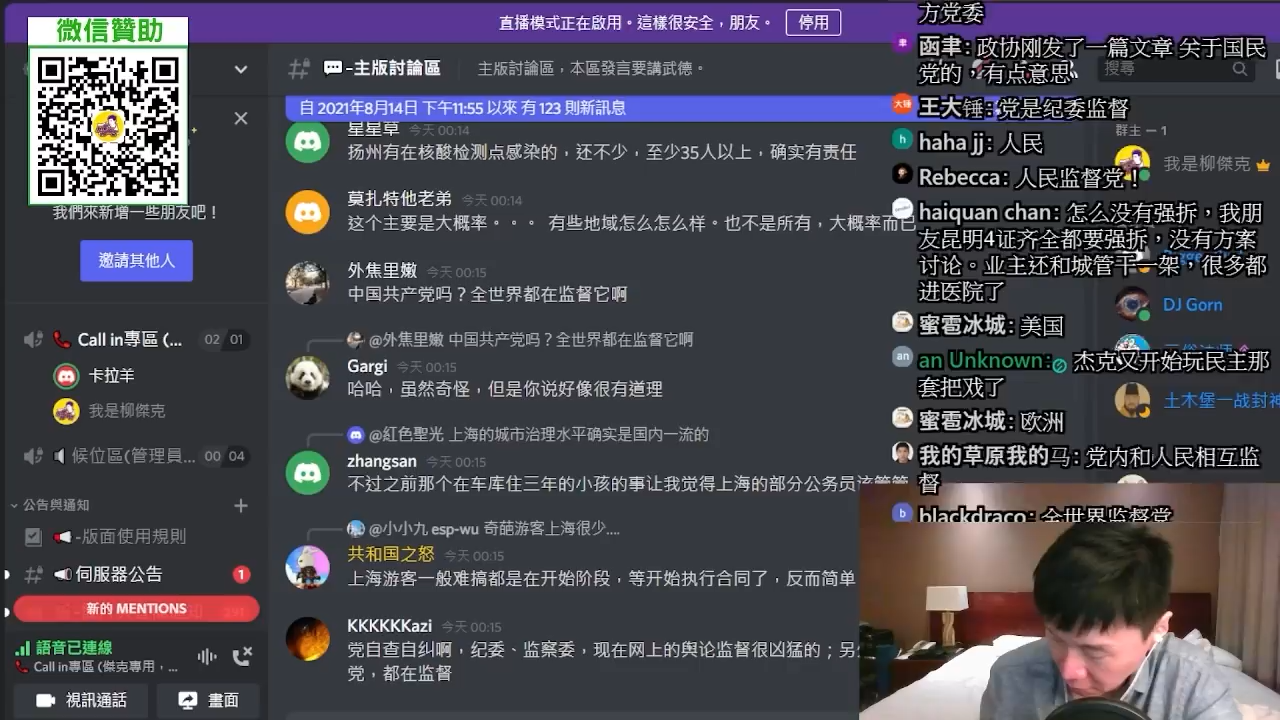 直播模式正在啟用。這樣很安全，朋友。
停用
微信贊助
我們來新增一些朋友吧！
邀請其他人
Call in專區 (...
02 01
卡拉羊
我是柳傑克
候位區(管理員...
00 04
公告與通知
-版面使用規則
伺服器公告
1
新的 MENTIONS
語音已連線
Call in專區 (傑克專用，...
視訊通話
畫面
-主版討論區
主版討論區，本區發言要講武德。
自 2021年8月14日 下午11:55 以來 有 123 則新訊息
星星草 今天 00:14
扬州有在核酸检测点感染的，还不少，至少35人以上，确实有责任
莫扎特他老弟 今天 00:14
这个主要是大概率。。。 有些地域怎么怎么样。也不是所有，大概率而已
外焦里嫩 今天 00:15
中国共产党吗？全世界都在监督它啊
@外焦里嫩 中国共产党吗？全世界都在监督它啊
Gargi 今天 00:15
哈哈，虽然奇怪，但是你说好像很有道理
@紅色聖光 上海的城市治理水平确实是国内一流的
zhangsan 今天 00:15
不过之前那个在车库住三年的小孩的事让我觉得上海的部分公务员该管管
@小小九 esp-wu 奇葩游客上海很少....
共和国之怒 今天 00:15
上海游客一般难搞都是在开始阶段，等开始执行合同了，反而简单
KKKKKKazi 今天 00:15
党自查自纠啊，纪委、监察委，现在网上的舆论监督很凶猛的；另
党，都在监督
方党委
函聿: 政协刚发了一篇文章 关于国民
党的，有点意思
王大锤: 党是纪委监督
haha jj: 人民
Rebecca: 人民监督党！
haiquan chan: 怎么没有强拆，我朋
友昆明4证齐全都要强拆，没有方案
讨论。业主还和城管干一架，很多都
进医院了
蜜雹冰城: 美国
an Unknown: 杰克又开始玩民主那
套把戏了
蜜雹冰城: 欧洲
我的草原我的马: 党内和人民相互监
督
blackdraco: 全世界监督党
搜尋
群主 — 1
我是柳傑克
DJ Gorn
土木堡一战封神